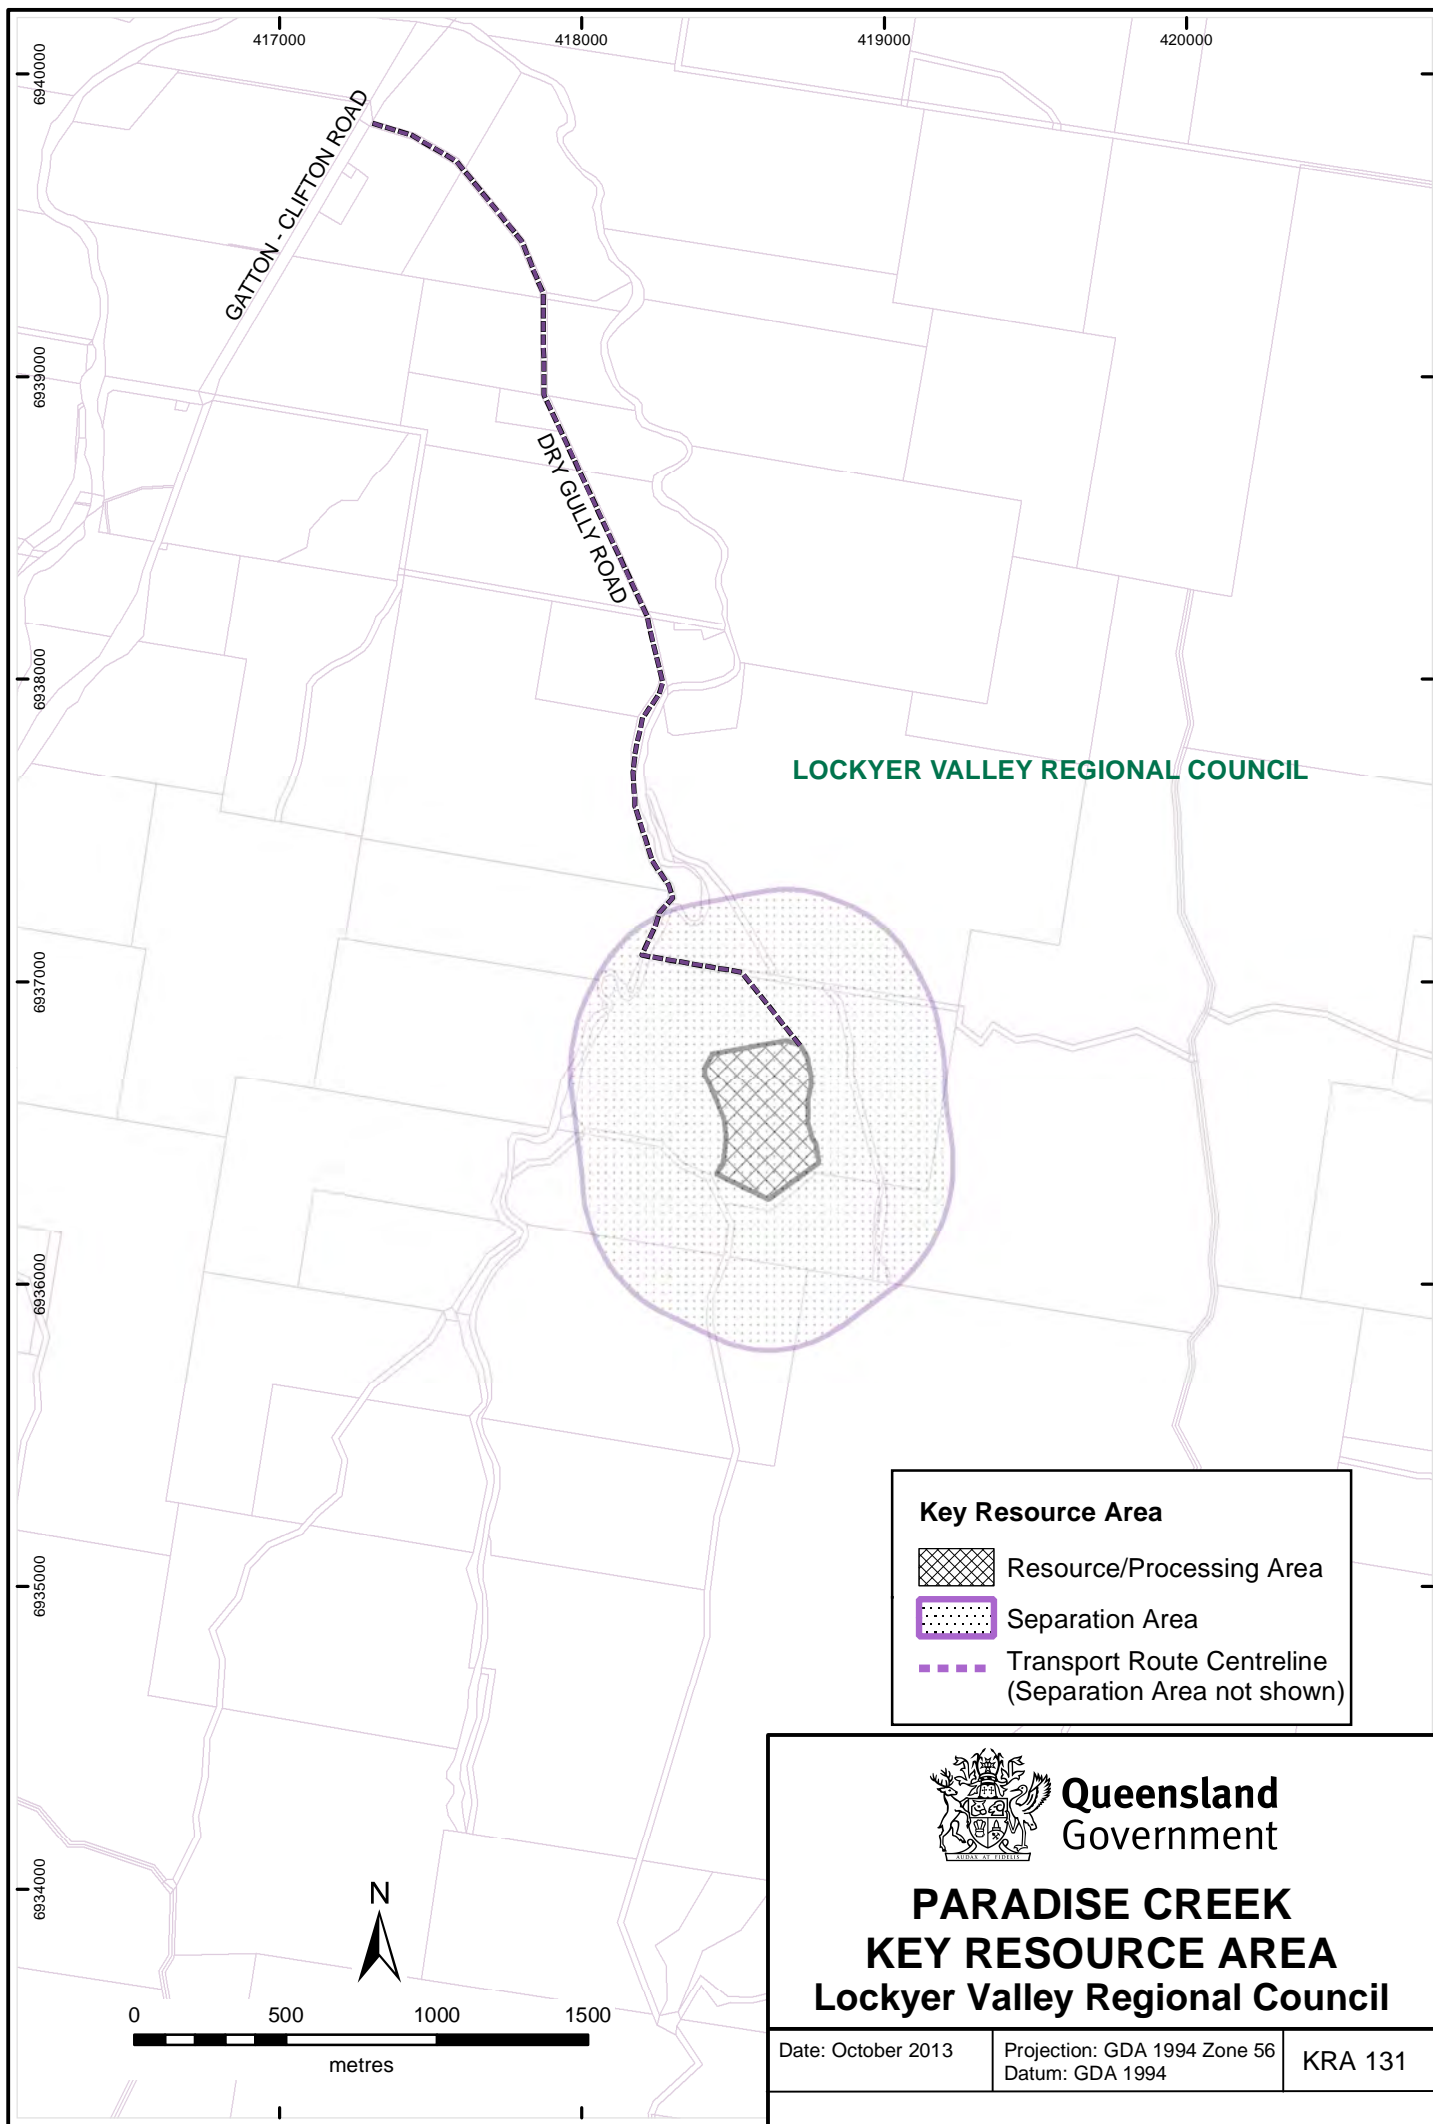 417000
418000
419000
420000
6940000
6939000
6938000
6937000
6936000
6935000
6934000
GATTON - CLIFTON ROAD
DRY GULLY ROAD
LOCKYER VALLEY REGIONAL COUNCIL
Key Resource Area
Resource/Processing Area
Separation Area
Transport Route Centreline
(Separation Area not shown)
N
0 500 1000 1500
metres
AUDAX AT FIDELIS
Queensland
Government
PARADISE CREEK
KEY RESOURCE AREA
Lockyer Valley Regional Council
Date: October 2013
Projection: GDA 1994 Zone 56
Datum: GDA 1994
KRA 131